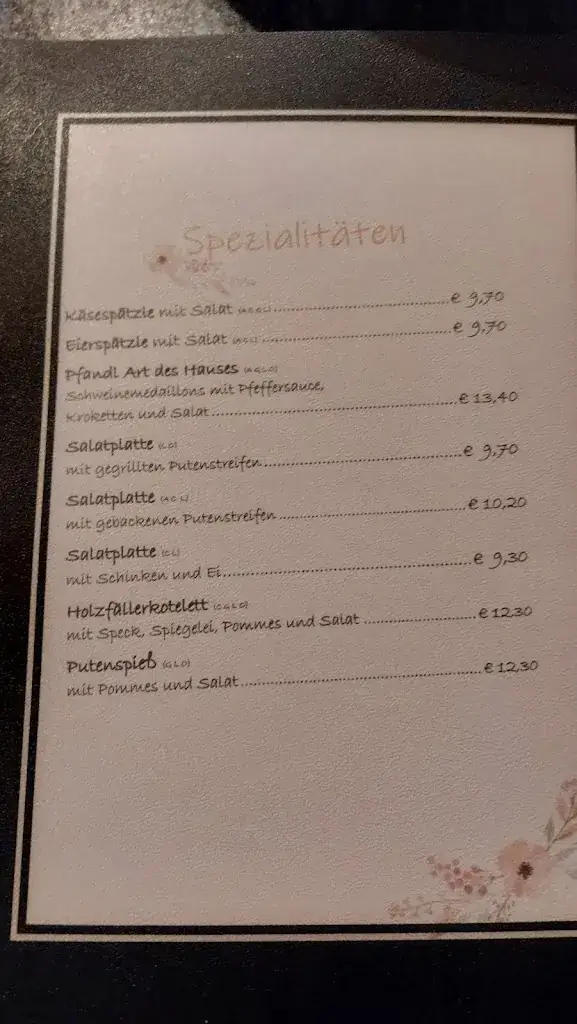 Spezialitäten
Käsespätzle mit Salat ..... € 9,70
Eierspätzle mit Salat ..... € 9,70
Pfandl Art des Hauses
Schweinemedaillons mit Pfeffersauce,
Kroketten und Salat ..... € 13,40
Salatplatte
mit gegrillten Putenstreifen ..... € 9,70
Salatplatte
mit gebackenen Putenstreifen ..... € 10,20
Salatplatte
mit Schinken und Ei ..... € 9,30
Holzfällerkotelett
mit Speck, Spiegelei, Pommes und Salat ..... € 12,30
Putenspieß
mit Pommes und Salat ..... € 12,30